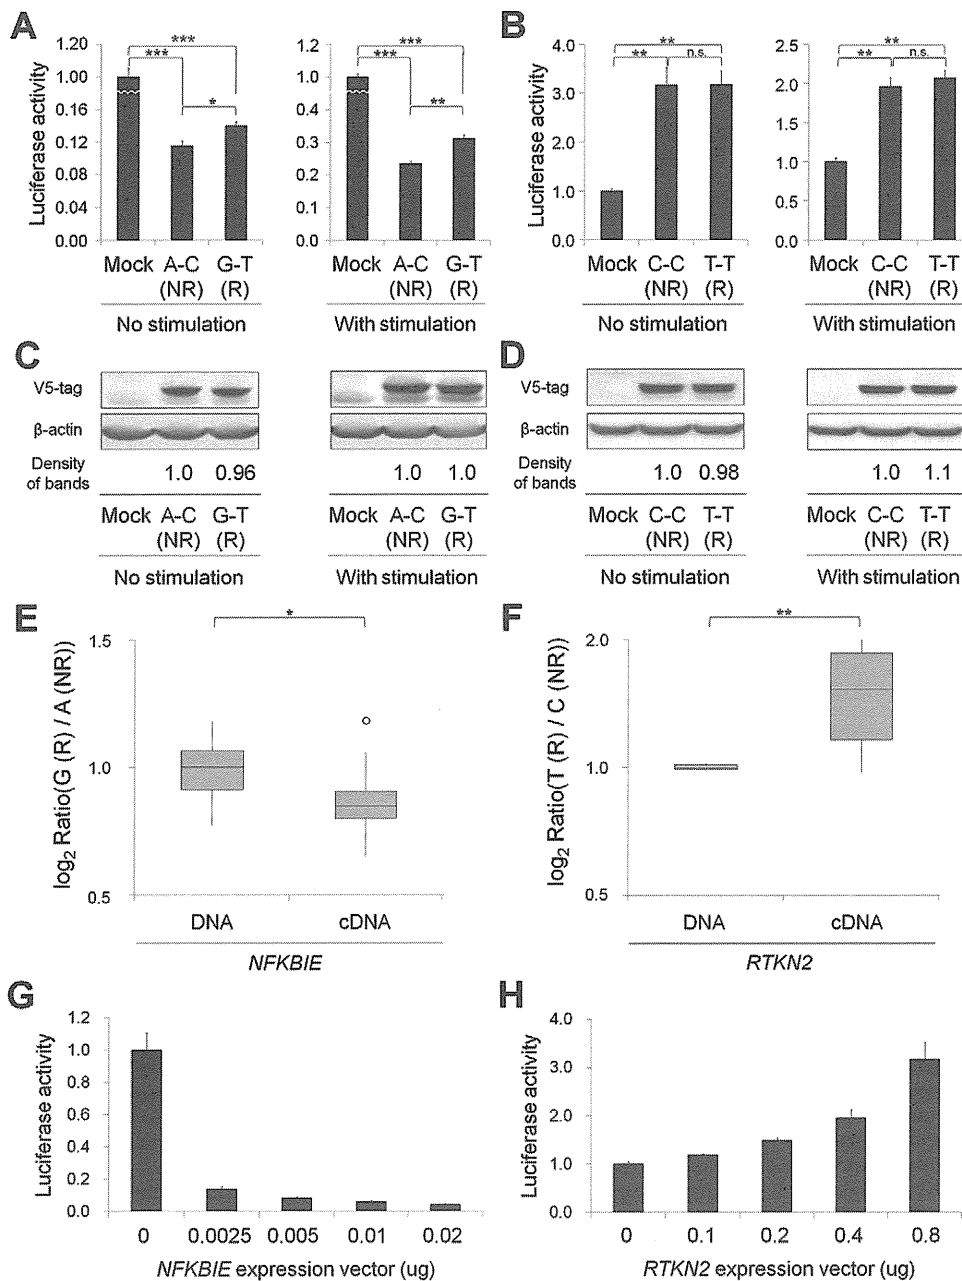 A
Luciferase activity
1.20
1.00
0.16
0.12
0.08
0.04
0.00
***
***
*
Mock A-C G-T
(NR) (R)
No stimulation
1.2
1.0
0.4
0.3
0.2
0.1
0.0
***
***
**
Mock A-C G-T
(NR) (R)
With stimulation
B
Luciferase activity
4.0
3.0
2.0
1.0
0.0
**
** n.s.
Mock C-C T-T
(NR) (R)
No stimulation
2.5
2.0
1.5
1.0
0.5
0.0
**
** n.s.
Mock C-C T-T
(NR) (R)
With stimulation
C
V5-tag
β-actin
Density
of bands
1.0 0.96
Mock A-C G-T
(NR) (R)
No stimulation
1.0 1.0
Mock A-C G-T
(NR) (R)
With stimulation
D
V5-tag
β-actin
Density
of bands
1.0 0.98
Mock C-C T-T
(NR) (R)
No stimulation
1.0 1.1
Mock C-C T-T
(NR) (R)
With stimulation
E
log2 Ratio(G (R) / A (NR))
1.5
1.0
0.5
*
DNA cDNA
NFKBIE
F
log2 Ratio(T (R) / C (NR))
2.0
1.0
0.5
**
DNA cDNA
RTKN2
G
Luciferase activity
1.2
1.0
0.8
0.6
0.4
0.2
0.0
0 0.0025 0.005 0.01 0.02
NFKBIE expression vector (ug)
H
Luciferase activity
4.0
3.0
2.0
1.0
0.0
0 0.1 0.2 0.4 0.8
RTKN2 expression vector (ug)